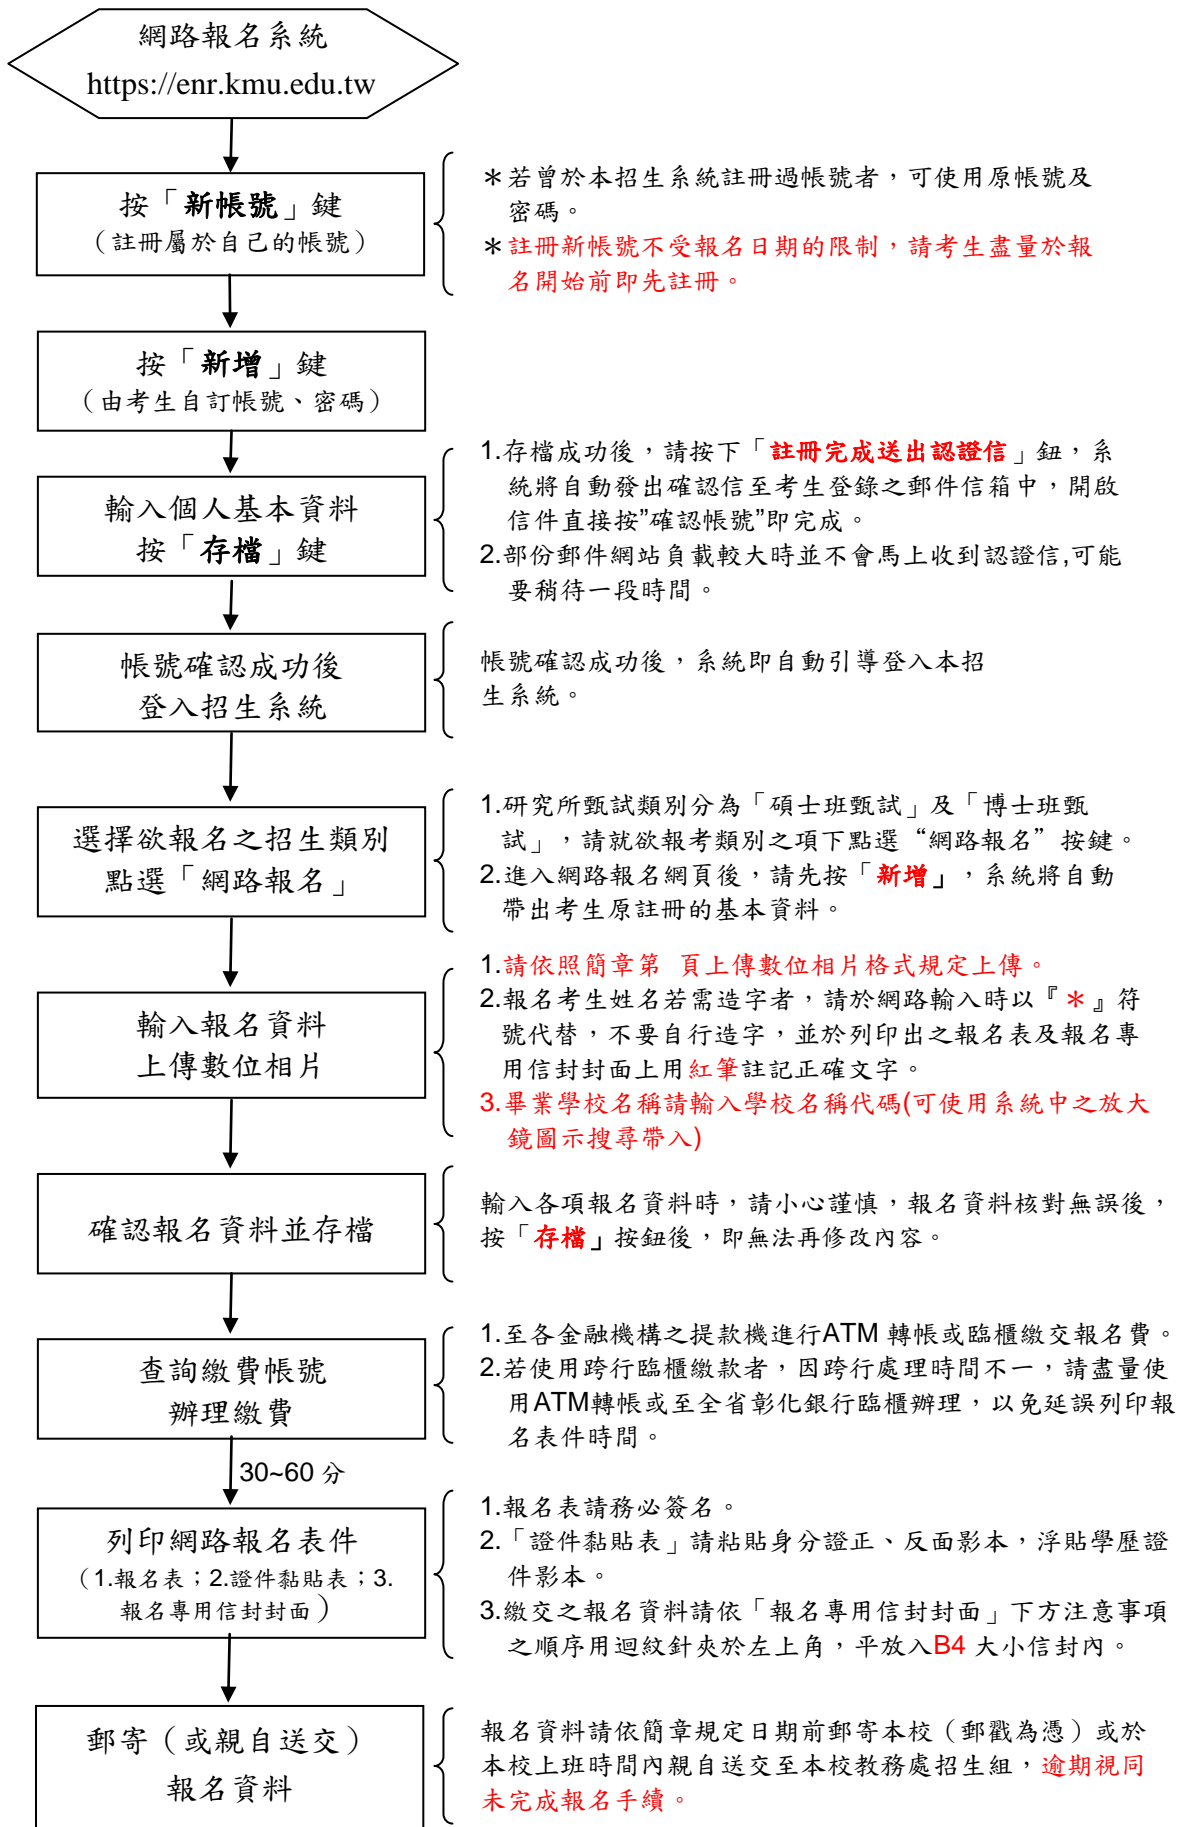 網路報名系統
https://enr.kmu.edu.tw
按「新帳號」鍵
（註冊屬於自己的帳號）
＊若曾於本招生系統註冊過帳號者，可使用原帳號及
密碼。
＊註冊新帳號不受報名日期的限制，請考生盡量於報
名開始前即先註冊。
按「新增」鍵
（由考生自訂帳號、密碼）
輸入個人基本資料
按「存檔」鍵
1.存檔成功後，請按下「註冊完成送出認證信」鈕，系
統將自動發出確認信至考生登錄之郵件信箱中，開啟
信件直接按”確認帳號”即完成。
2.部份郵件網站負載較大時並不會馬上收到認證信,可能
要稍待一段時間。
帳號確認成功後
登入招生系統
帳號確認成功後，系統即自動引導登入本招
生系統。
選擇欲報名之招生類別
點選「網路報名」
1.研究所甄試類別分為「碩士班甄試」及「博士班甄
試」，請就欲報考類別之項下點選“網路報名”按鍵。
2.進入網路報名網頁後，請先按「新增」，系統將自動
帶出考生原註冊的基本資料。
輸入報名資料
上傳數位相片
1.請依照簡章第 頁上傳數位相片格式規定上傳。
2.報名考生姓名若需造字者，請於網路輸入時以『＊』符
號代替，不要自行造字，並於列印出之報名表及報名專
用信封封面上用紅筆註記正確文字。
3.畢業學校名稱請輸入學校名稱代碼(可使用系統中之放大
鏡圖示搜尋帶入)
確認報名資料並存檔
輸入各項報名資料時，請小心謹慎，報名資料核對無誤後，
按「存檔」按鈕後，即無法再修改內容。
查詢繳費帳號
辦理繳費
1.至各金融機構之提款機進行ATM 轉帳或臨櫃繳交報名費。
2.若使用跨行臨櫃繳款者，因跨行處理時間不一，請盡量使
用ATM轉帳或至全省彰化銀行臨櫃辦理，以免延誤列印報
名表件時間。
30~60 分
列印網路報名表件
（1.報名表；2.證件黏貼表；3.
報名專用信封封面）
1.報名表請務必簽名。
2.「證件黏貼表」請粘貼身分證正、反面影本，浮貼學歷證
件影本。
3.繳交之報名資料請依「報名專用信封封面」下方注意事項
之順序用迴紋針夾於左上角，平放入B4 大小信封內。
郵寄（或親自送交）
報名資料
報名資料請依簡章規定日期前郵寄本校（郵戳為憑）或於
本校上班時間內親自送交至本校教務處招生組，逾期視同
未完成報名手續。